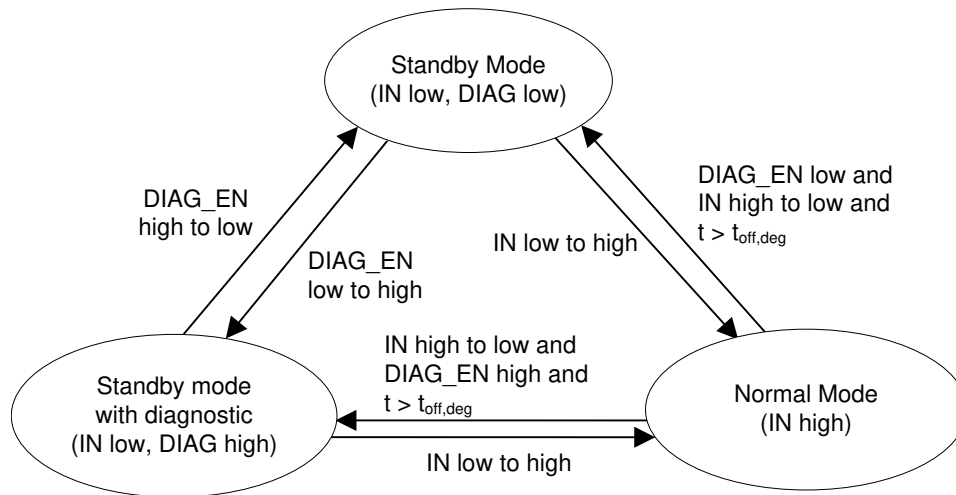 Standby Mode
(IN low, DIAG low)
DIAG_EN
high to low
DIAG_EN
low to high
IN low to high
DIAG_EN low and
IN high to low and
t > toff,deg
IN high to low and
DIAG_EN high and
t > toff,deg
Standby mode
with diagnostic
(IN low, DIAG high)
Normal Mode
(IN high)
IN low to high